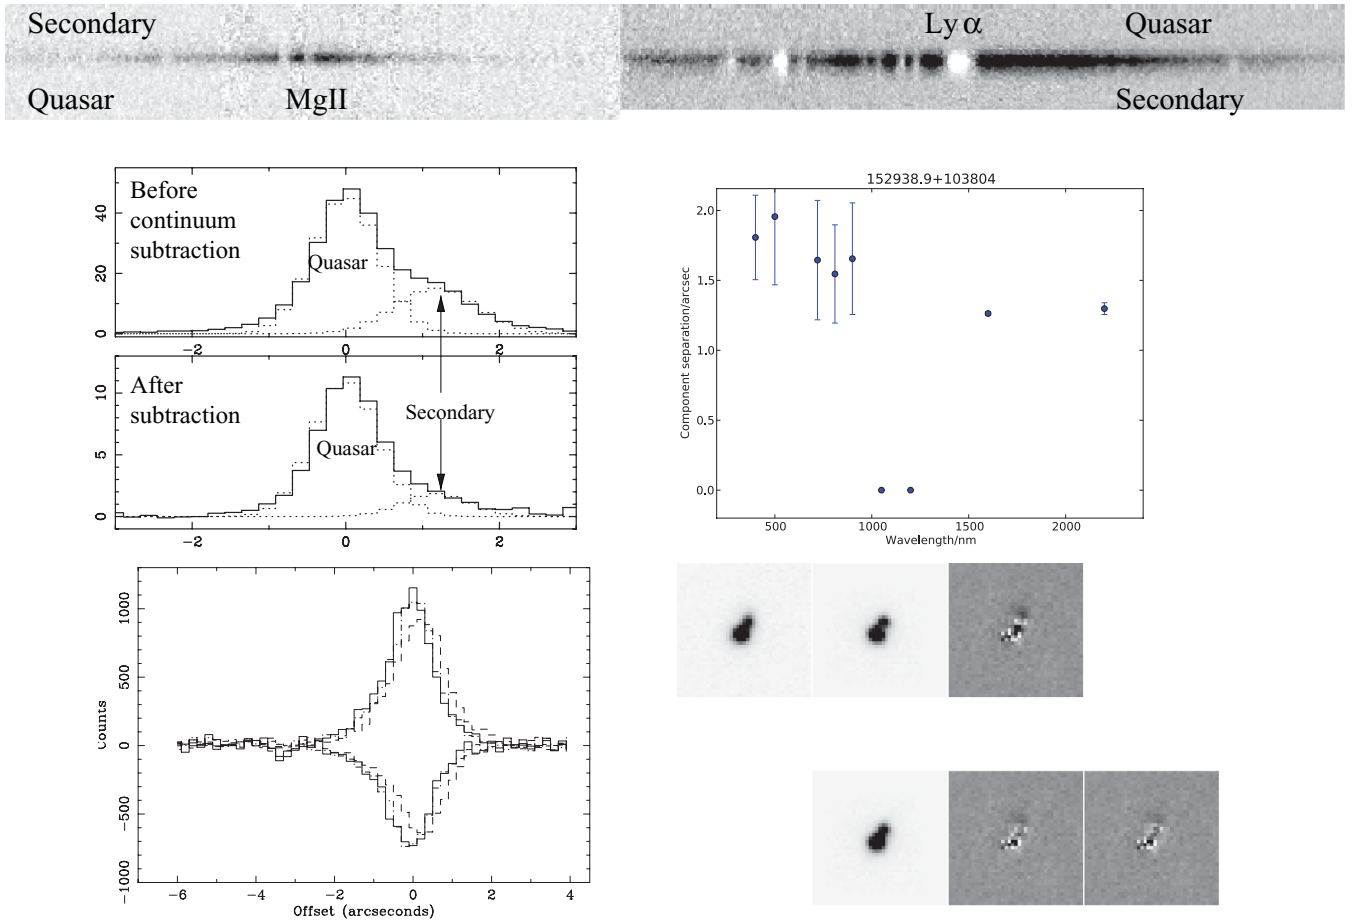 Secondary
Quasar
MgII
Ly α
Quasar
Secondary
Before
continuum
subtraction
Quasar
40
20
0
-2
0
2
After
subtraction
Secondary
Quasar
10
5
0
-2
0
2
1000
500
0
-500
-1000
Counts
-6
-4
-2
0
2
4
Offset (arcseconds)
152938.9+103804
2.0
1.5
1.0
0.5
0.0
Component separation/arcsec
500
1000
1500
2000
Wavelength/nm